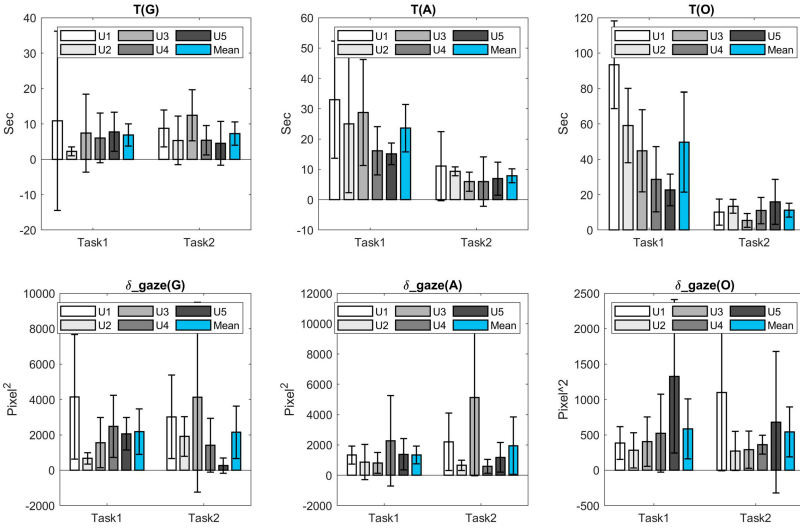 T(G)
40
30
20
10
0
-10
-20
Sec
U1 U3 U5
U2 U4 Mean
Task1 Task2
T(A)
60
50
40
30
20
10
0
-10
Sec
U1 U3 U5
U2 U4 Mean
Task1 Task2
T(O)
120
100
80
60
40
20
0
Sec
U1 U3 U5
U2 U4 Mean
Task1 Task2
δ_gaze(G)
10000
8000
6000
4000
2000
0
-2000
Pixel²
U1 U3 U5
U2 U4 Mean
Task1 Task2
δ_gaze(A)
12000
10000
8000
6000
4000
2000
0
-2000
Pixel²
U1 U3 U5
U2 U4 Mean
Task1 Task2
δ_gaze(O)
2500
2000
1500
1000
500
0
-500
Pixel^2
U1 U3 U5
U2 U4 Mean
Task1 Task2